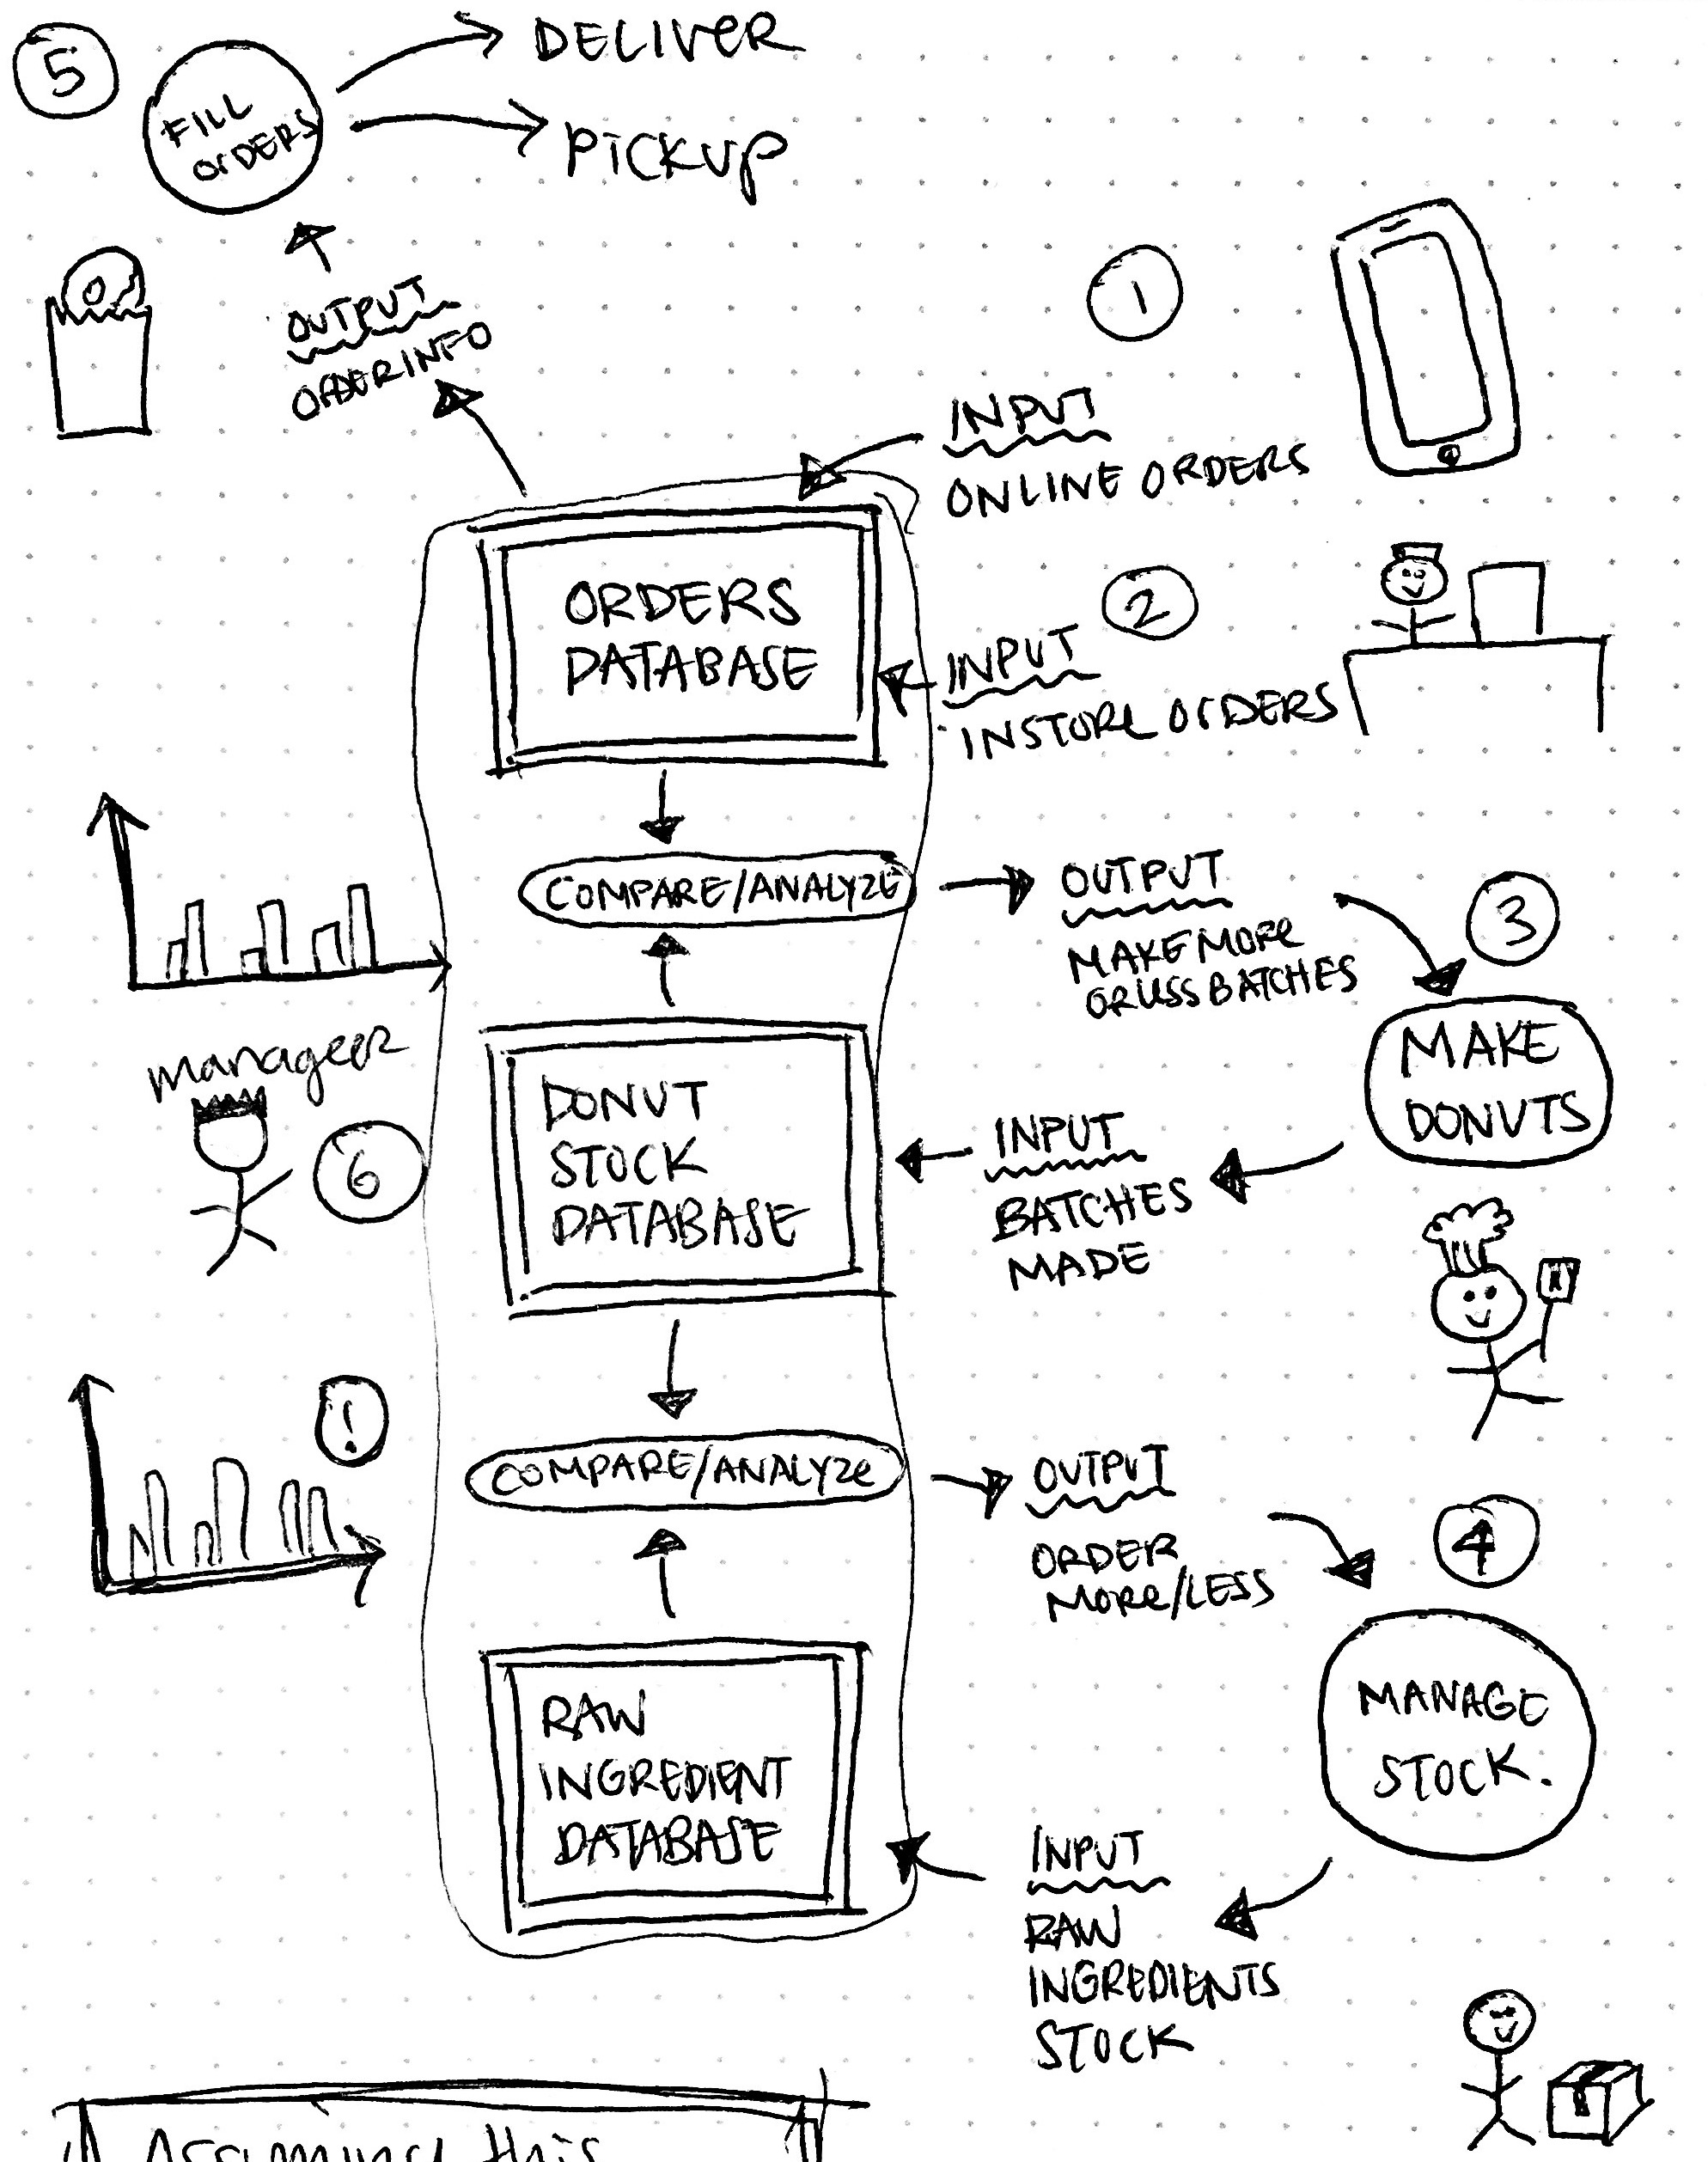 5
FILL
OrDERS
DELIVER
PICKUP
OUTPUT
ORDER INFO
1
INPUT
ONLINE ORDERS
2
INPUT
INSTORE OrDERS
ORDERS
DATABASE
COMPARE/ANALYZE
OUTPUT
MAKE MORE
OR LESS BATCHES
3
MAKE
DONUTS
manager
6
DONUT
STOCK
DATABASE
INPUT
BATCHES
MADE
!
COMPARE/ANALYZE
OUTPUT
ORDER
MORE/LESS
4
MANAGE
STOCK.
RAW
INGREDIENT
DATABASE
INPUT
RAW
INGREDIENTS
STOCK
Assuming this